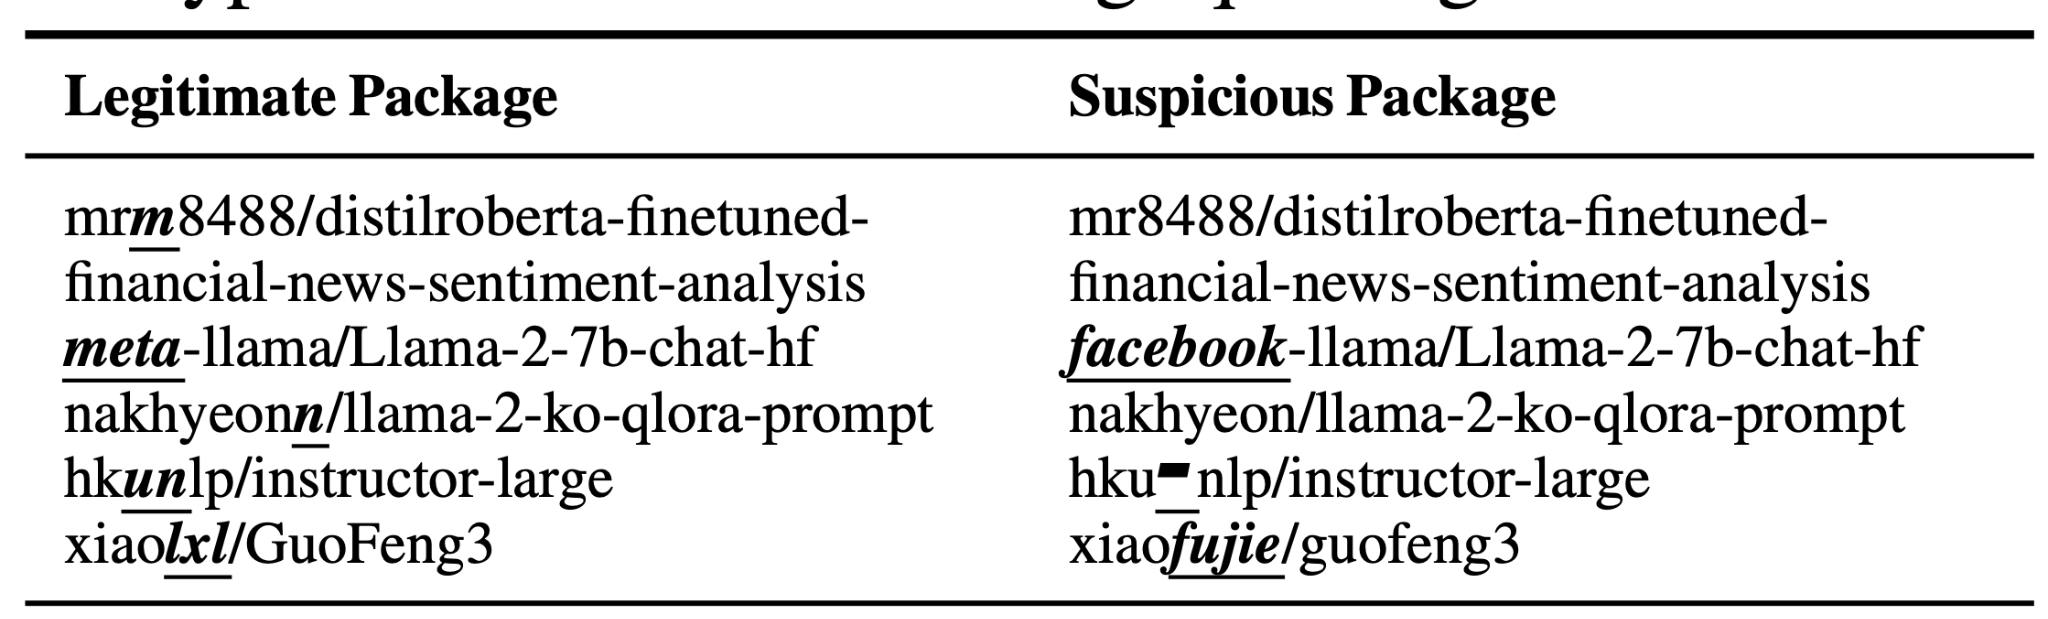 Legitimate Package Suspicious Package
mrm8488/distilroberta-finetuned- mr8488/distilroberta-finetuned-
financial-news-sentiment-analysis financial-news-sentiment-analysis
meta-llama/Llama-2-7b-chat-hf facebook-llama/Llama-2-7b-chat-hf
nakhyeonn/llama-2-ko-qlora-prompt nakhyeon/llama-2-ko-qlora-prompt
hkunlp/instructor-large hku-nlp/instructor-large
xiaolxl/GuoFeng3 xiaofujie/guofeng3